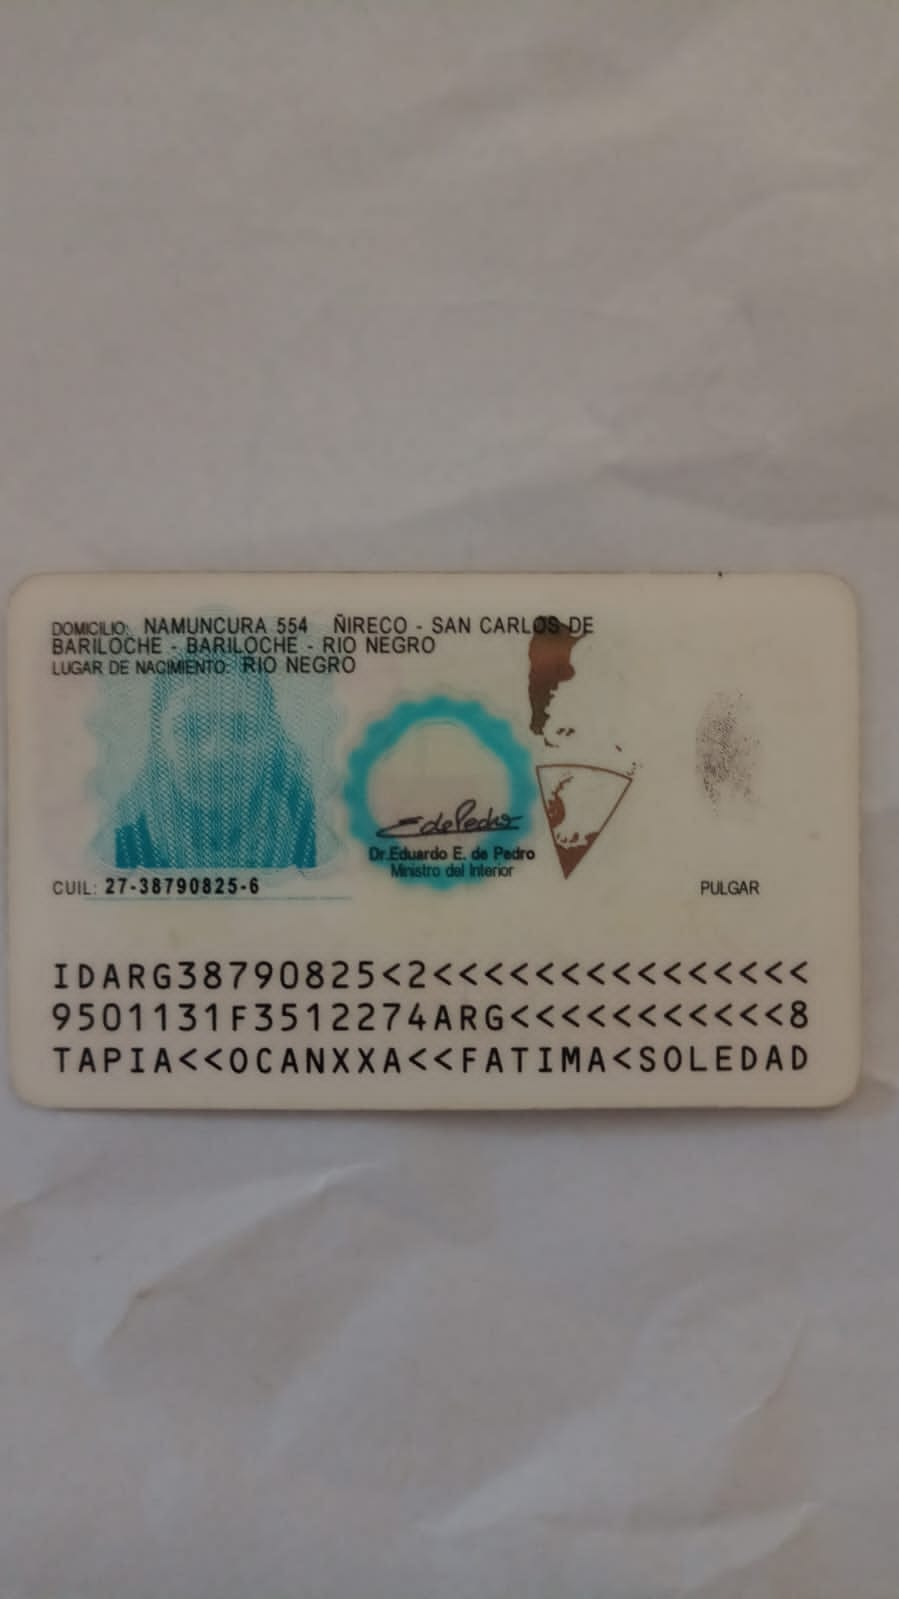 DOMICILIO: NAMUNCURA 554 ÑIRECO - SAN CARLOS DE
BARILOCHE - BARILOCHE - RIO NEGRO
LUGAR DE NACIMIENTO: RIO NEGRO
EdePedro
Dr. Eduardo E. de Pedro
Ministro del Interior
CUIL: 27-38790825-6
PULGAR
IDARG38790825<2<<<<<<<<<<<<<<<
9501131F3512274ARG<<<<<<<<<<<8
TAPIA<<OCANXXA<<FATIMA<SOLEDAD